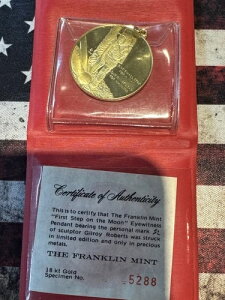 Certificate of Authenticity
This is to certify that The Franklin Mint
"First Step on the Moon" Eyewitness
Pendant bearing the personal mark
of sculptor Gilroy Roberts was struck
in limited edition and only in precious
metals.
THE FRANKLIN MINT
18 kt Gold
Specimen No. 5288